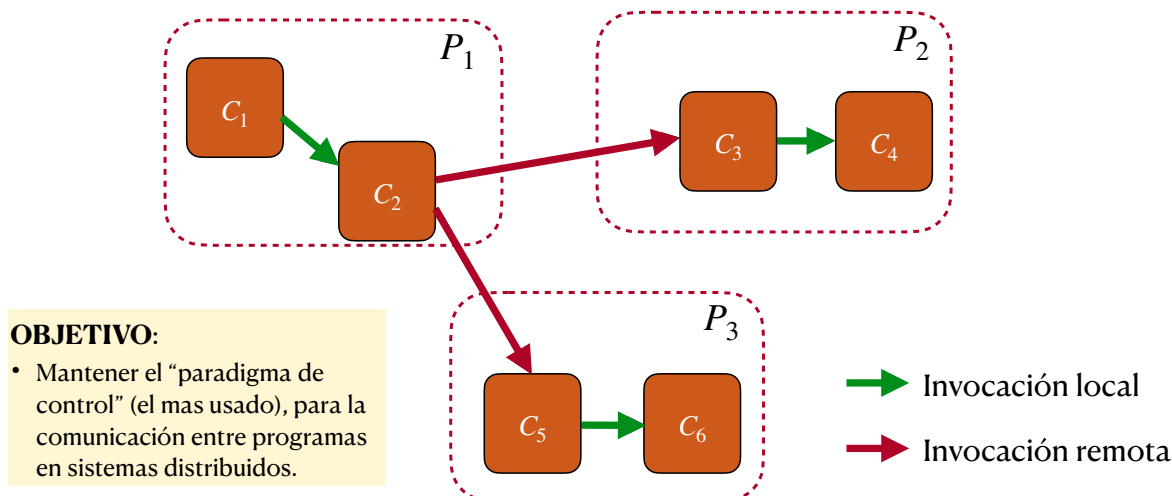 P₁
P₂
C₁
C₂
C₃
C₄
P₃
OBJETIVO:
• Mantener el “paradigma de
control” (el mas usado), para la
comunicación entre programas
en sistemas distribuidos.
C₅
C₆
Invocación local
Invocación remota